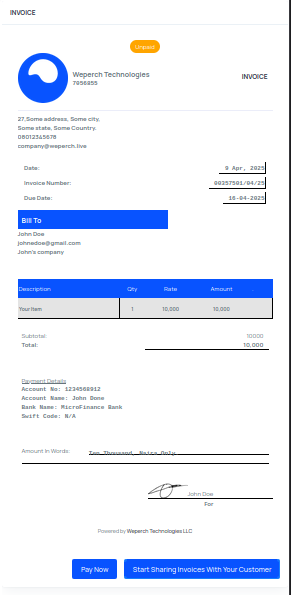 INVOICE
Unpaid
Weperch Technologies
7956955
INVOICE
27,Some address, Some city,
Some state, Some Country.
08012345678
company@weperch.live
Date: 9 Apr, 2025
Invoice Number: 00357501/04/25
Due Date: 16-04-2025
Bill To
John Doe
johnedoe@gmail.com
John's company
Description Qty Rate Amount
Your Item 1 10,000 10,000
Subtotal: 10000
Total: 10,000
Payment Details
Account No: 1234568912
Account Name: John Done
Bank Name: MicroFinance Bank
Swift Code: N/A
Amount In Words: Ten Thousand Naira Only
John Doe
For
Powered by Weperch Technologies LLC
Pay Now
Start Sharing Invoices With Your Customer